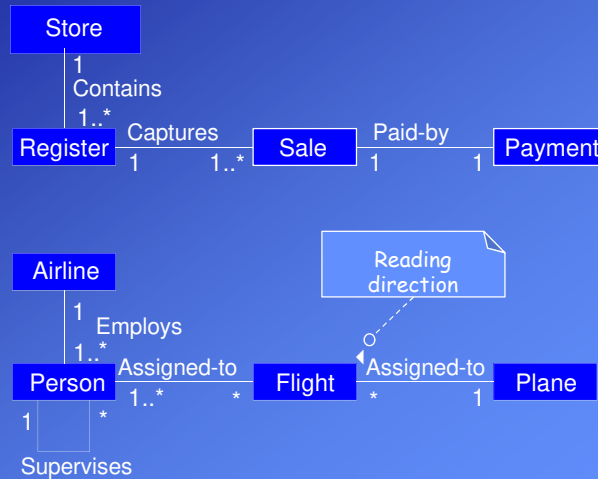 Store
1
Contains
1..*
Register
Captures
1
1..*
Sale
Paid-by
1
1
Payment
Airline
1
Employs
1..*
Reading
direction
Person
Assigned-to
1..*
*
Flight
Assigned-to
*
1
Plane
1
*
Supervises